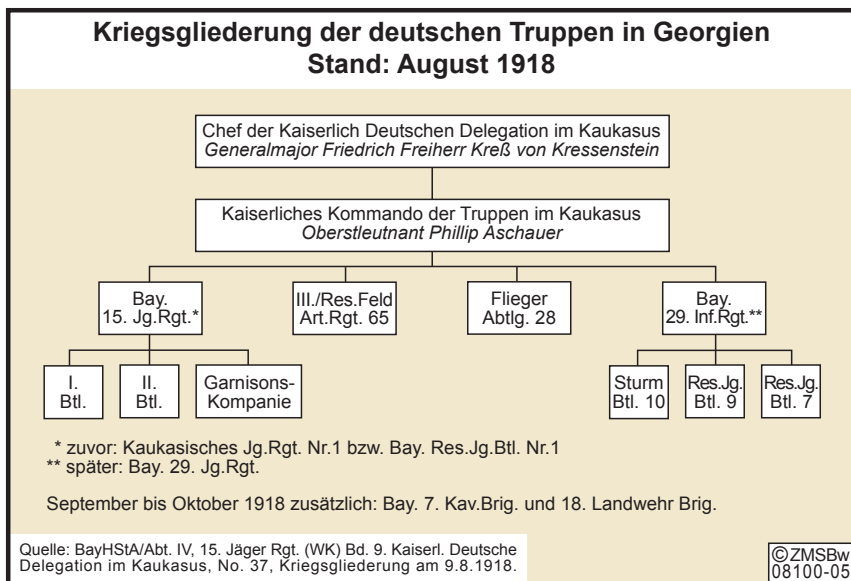 Kriegsgliederung der deutschen Truppen in Georgien
Stand: August 1918
Chef der Kaiserlich Deutschen Delegation im Kaukasus
Generalmajor Friedrich Freiherr Kreß von Kressenstein
Kaiserliches Kommando der Truppen im Kaukasus
Oberstleutnant Phillip Aschauer
Bay.
15. Jg.Rgt.*
III./Res.Feld
Art.Rgt. 65
Flieger
Abtlg. 28
Bay.
29. Inf.Rgt.**
I.
Btl.
II.
Btl.
Garnisons-
Kompanie
Sturm
Btl. 10
Res.Jg.
Btl. 9
Res.Jg.
Btl. 7
* zuvor: Kaukasisches Jg.Rgt. Nr.1 bzw. Bay. Res.Jg.Btl. Nr.1
** später: Bay. 29. Jg.Rgt.
September bis Oktober 1918 zusätzlich: Bay. 7. Kav.Brig. und 18. Landwehr Brig.
Quelle: BayHStA/Abt. IV, 15. Jäger Rgt. (WK) Bd. 9. Kaiserl. Deutsche
Delegation im Kaukasus, No. 37, Kriegsgliederung am 9.8.1918.
©ZMSBw
08100-05